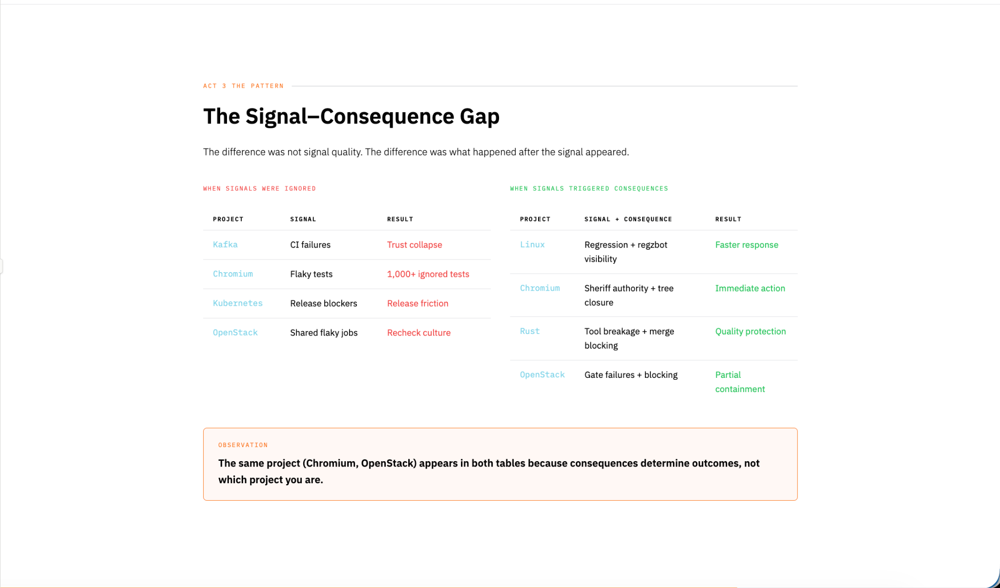 ACT 3 THE PATTERN
The Signal–Consequence Gap
The difference was not signal quality. The difference was what happened after the signal appeared.
WHEN SIGNALS WERE IGNORED
PROJECT SIGNAL RESULT
Kafka CI failures Trust collapse
Chromium Flaky tests 1,000+ ignored tests
Kubernetes Release blockers Release friction
OpenStack Shared flaky jobs Recheck culture
WHEN SIGNALS TRIGGERED CONSEQUENCES
PROJECT SIGNAL + CONSEQUENCE RESULT
Linux Regression + regzbot Faster response
visibility
Chromium Sheriff authority + tree Immediate action
closure
Rust Tool breakage + merge Quality protection
blocking
OpenStack Gate failures + blocking Partial
containment
OBSERVATION
The same project (Chromium, OpenStack) appears in both tables because consequences determine outcomes, not
which project you are.